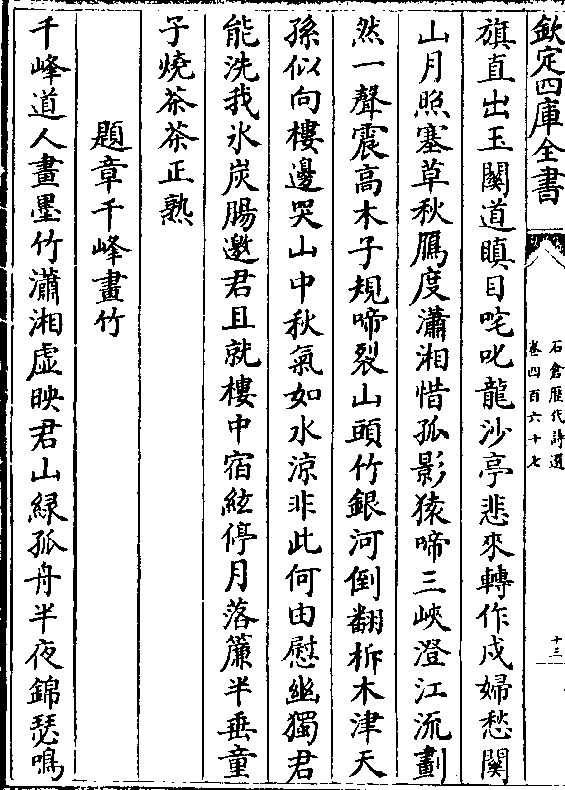 欽定四庫全書
石倉歷代詩選
卷四百六十七
十三
旗直出玉闗道瞋目咤叱龍沙亭悲來轉作戍婦愁闗
山月照塞草秋鴈度瀟湘惜孤影猿啼三峽澄江流劃
然一聲震高木子規啼裂山頭竹銀河倒翻柝木津天
孫似向樓邊哭山中秋氣如水涼非此何由慰幽獨君
能洗我氷炭腸邀君且就樓中宿絃停月落簾半垂童
子燒茶茶正熟
題章千峰畫竹
千峰道人畫墨竹瀟湘虛映君山緑孤舟半夜錦瑟鳴